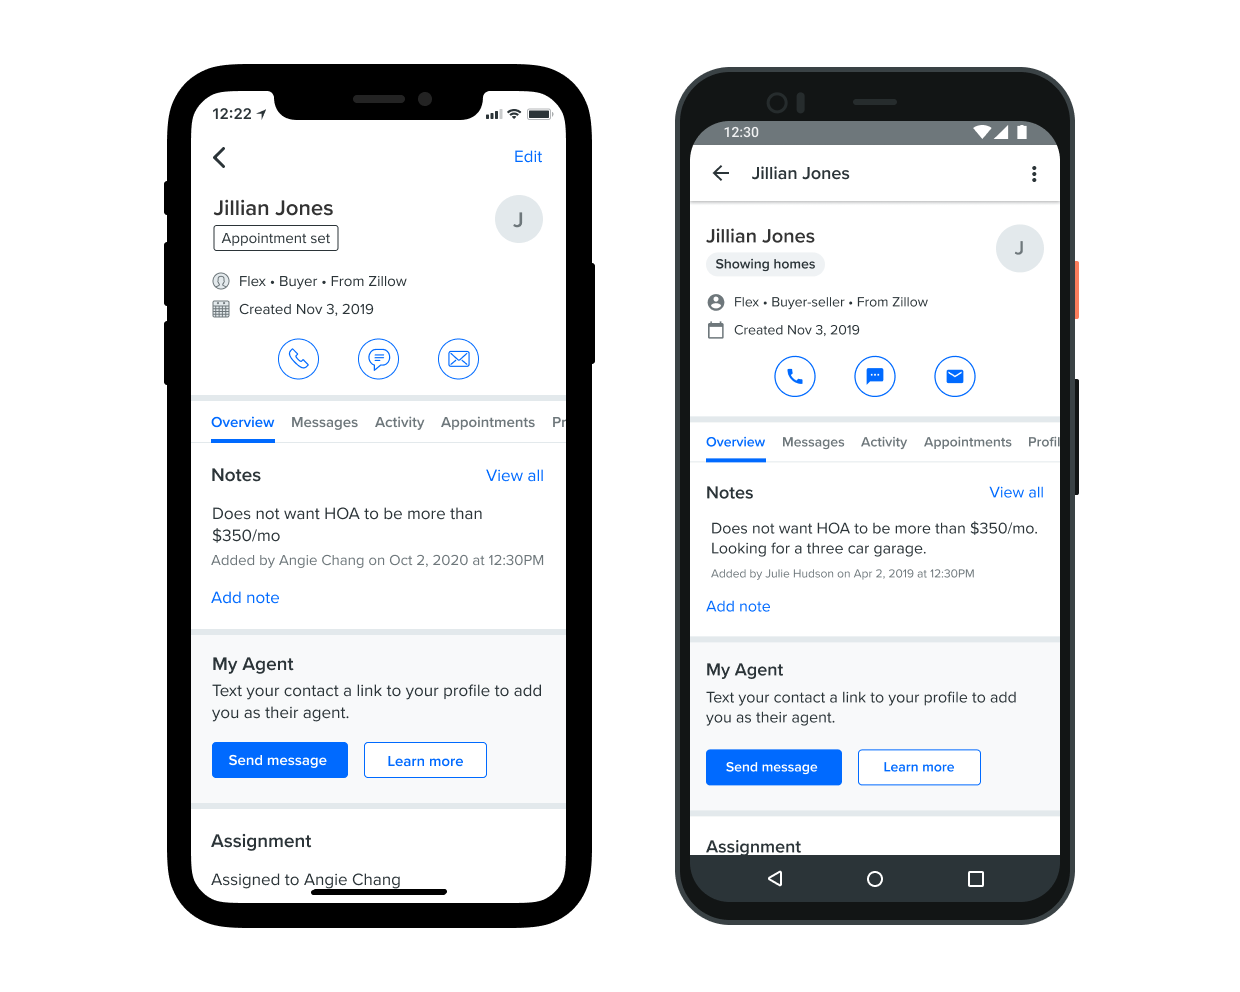 12:22
Edit
Jillian Jones
J
Appointment set
Flex • Buyer • From Zillow
Created Nov 3, 2019
Overview Messages Activity Appointments Pr
Notes View all
Does not want HOA to be more than
$350/mo
Added by Angie Chang on Oct 2, 2020 at 12:30PM
Add note
My Agent
Text your contact a link to your profile to add
you as their agent.
Send message Learn more
Assignment
Assigned to Angie Chang
12:30
Jillian Jones
Jillian Jones
J
Showing homes
Flex • Buyer-seller • From Zillow
Created Nov 3, 2019
Overview Messages Activity Appointments Profil
Notes View all
Does not want HOA to be more than $350/mo.
Looking for a three car garage.
Added by Julie Hudson on Apr 2, 2019 at 12:30PM
Add note
My Agent
Text your contact a link to your profile to add
you as their agent.
Send message Learn more
Assignment